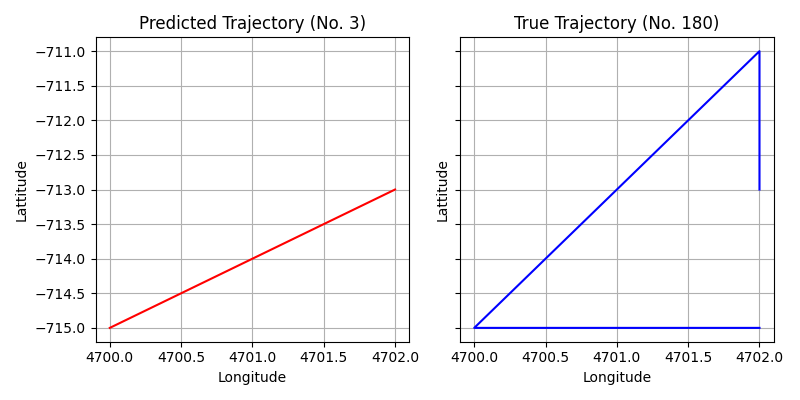 Predicted Trajectory (No. 3)
True Trajectory (No. 180)
−711.0
−711.5
−712.0
−712.5
−713.0
−713.5
−714.0
−714.5
−715.0
Lattitude
Lattitude
4700.0 4700.5 4701.0 4701.5 4702.0
4700.0 4700.5 4701.0 4701.5 4702.0
Longitude
Longitude